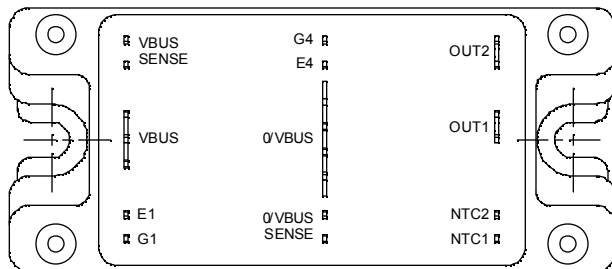 VBUS
SENSE
G4
E4
OUT2
VBUS
0/VBUS
OUT1
E1
G1
0/VBUS
SENSE
NTC2
NTC1